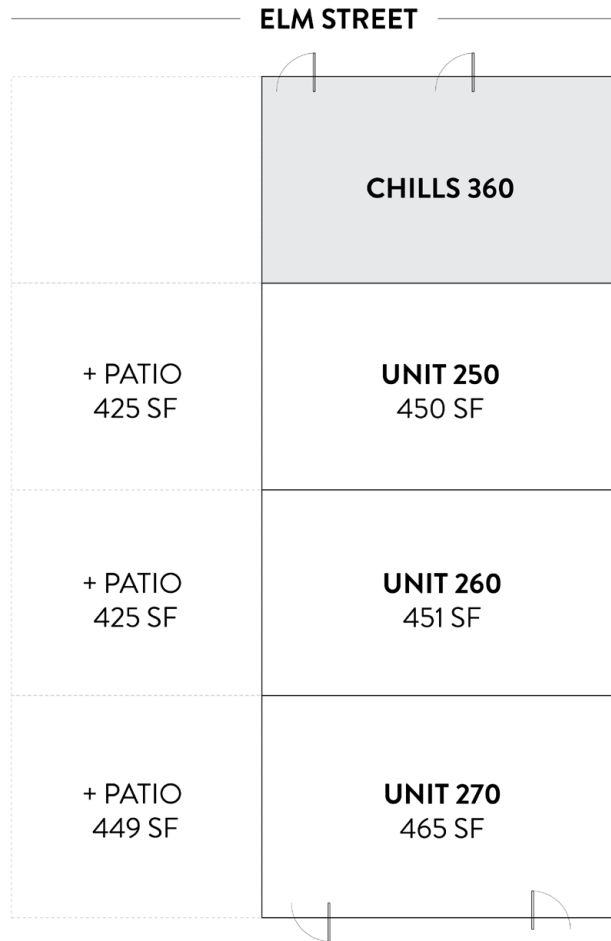 ELM STREET
CHILLS 360
+ PATIO
425 SF
UNIT 250
450 SF
+ PATIO
425 SF
UNIT 260
451 SF
+ PATIO
449 SF
UNIT 270
465 SF